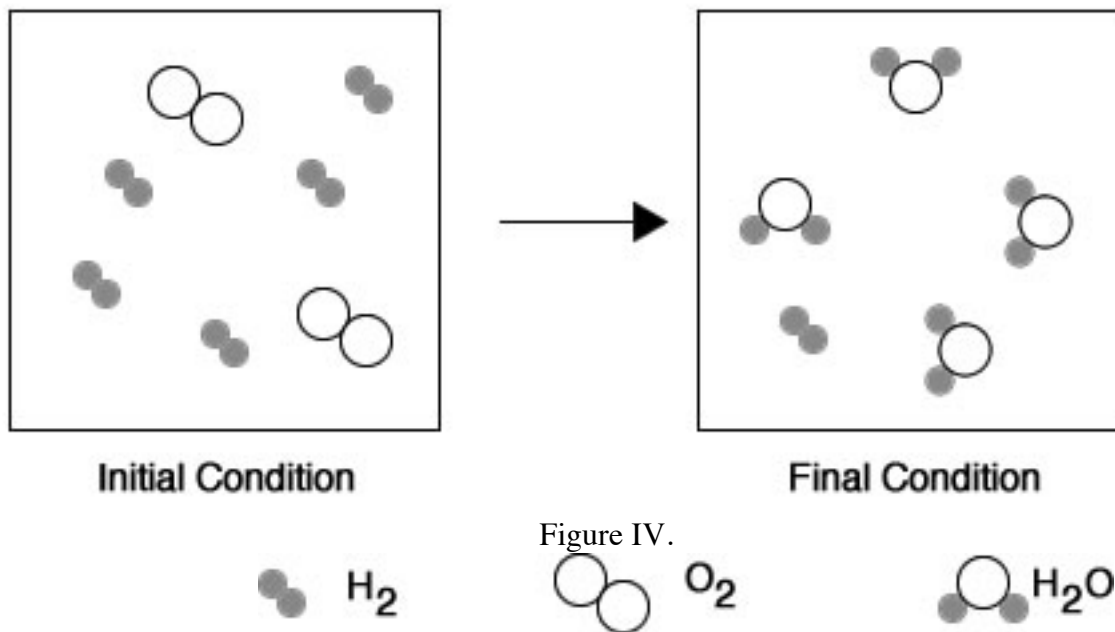 Initial Condition
Final Condition
Figure IV.
H2
O2
H2O